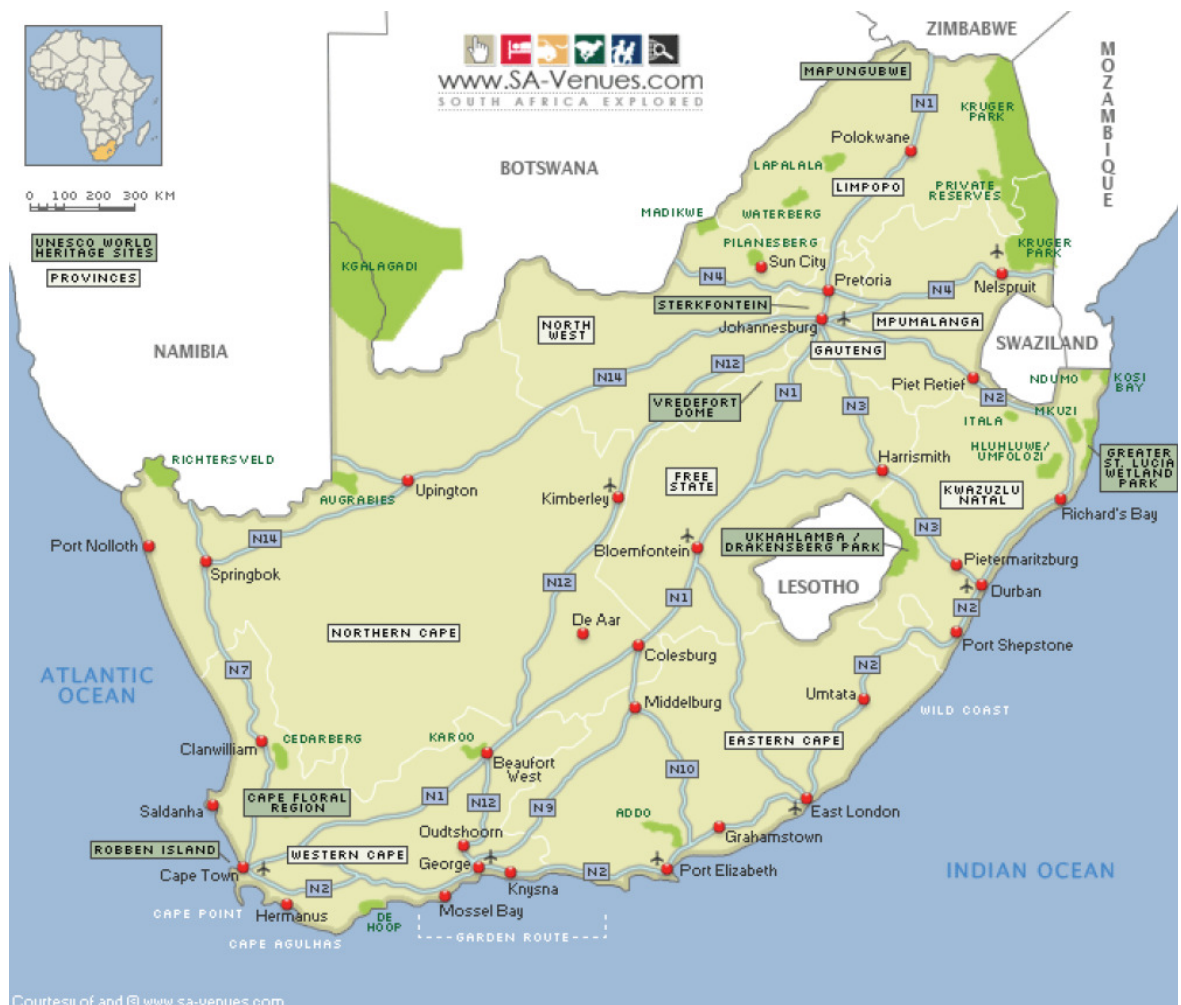 ZIMBABWE
MOZAMBIQUE
www.SA-Venues.com
SOUTH AFRICA EXPLORED
MAPUNGUBWE
KRUGER
PARK
N1
Polokwane
BOTSWANA
LAPALALA
LIMPOPO
PRIVATE
RESERVES
0 100 200 300 KM
MADIKWE
WATERBERG
UNESCO WORLD
HERITAGE SITES
PROVINCES
PILANESBERG
Sun City
KRUGER
PARK
KGALAGADI
N4
Pretoria
N4
Nelspruit
STERKFONTEIN
NORTH
WEST
Johannesburg
MPUMALANGA
NAMIBIA
GAUTENG
SWAZILAND
N12
N14
N1
N3
Piet Retief
N2
NDUMO
KOSI
BAY
VREDEFORT
DOME
ITALA
MKUZI
HLUHLUWE/
UMFOLOZI
GREATER
ST. LUCIA
WETLAND
PARK
RICHTERSVELD
Harrismith
AUGRABIES
Upington
Kimberley
FREE
STATE
KWAZUZLU
NATAL
Richard's Bay
N3
Port Nolloth
N14
Springbok
Bloemfontein
UKHAHLAMBA /
DRAKENSBERG PARK
Pietermaritzburg
LESOTHO
Durban
N12
N1
N2
NORTHERN CAPE
De Aar
Colesburg
Port Shepstone
ATLANTIC
OCEAN
N7
N2
Middelburg
Umtata
WILD COAST
Clanwilliam
CEDARBERG
KAROO
Beaufort
West
EASTERN CAPE
N10
Saldanha
CAPE FLORAL
REGION
N1
N12
N9
East London
ADDO
Oudtshoorn
Grahamstown
ROBBEN ISLAND
WESTERN CAPE
George
Cape Town
N2
Knysna
N2
Port Elizabeth
INDIAN OCEAN
CAPE POINT
Hermanus
DE
HOOP
Mossel Bay
GARDEN ROUTE
CAPE AGULHAS
Courtesy of and © www.sa-venues.com